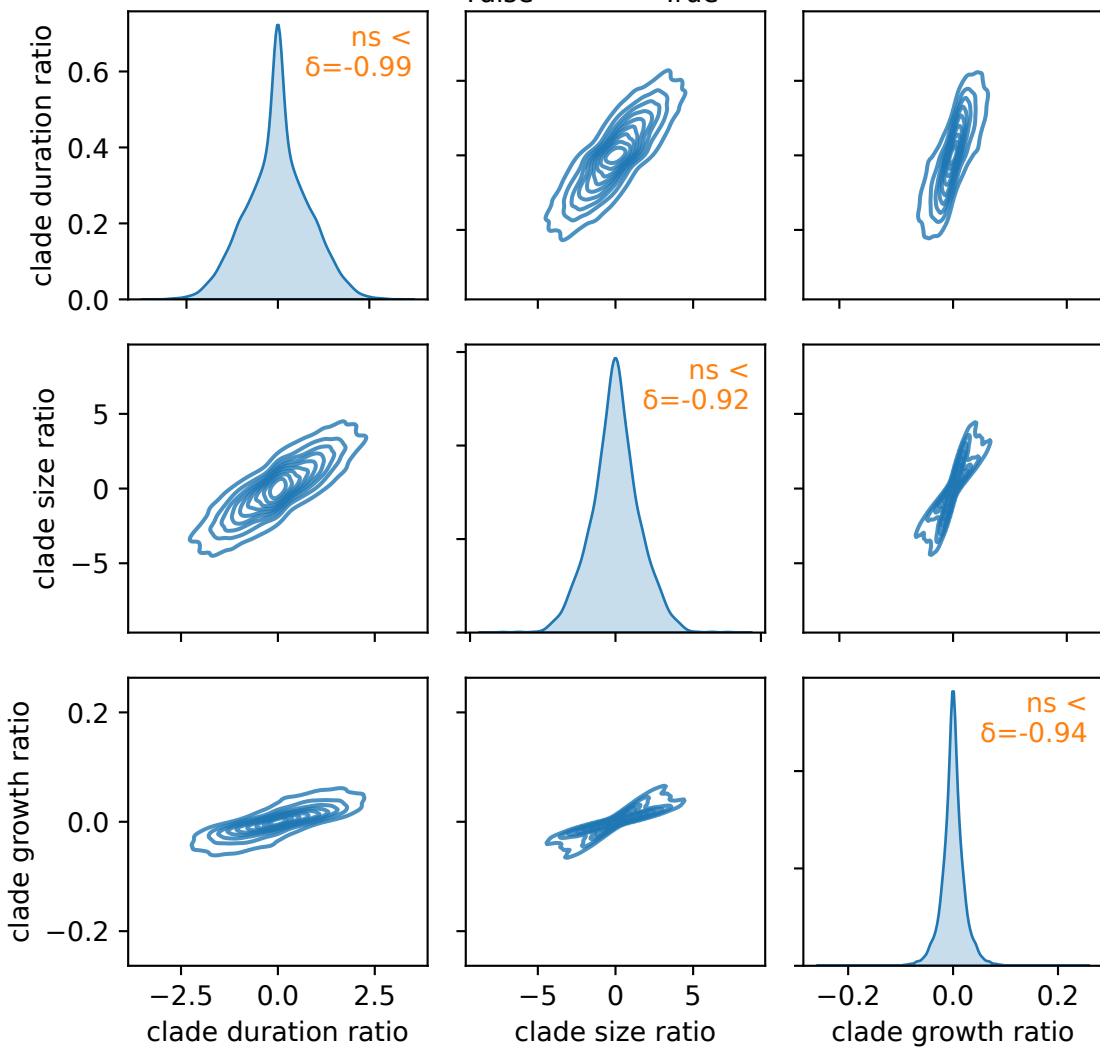 clade duration ratio
0.6
0.4
0.2
0.0
ns <
δ=-0.99
clade size ratio
5
0
−5
ns <
δ=-0.92
clade growth ratio
0.2
0.0
−0.2
ns <
δ=-0.94
−2.5 0.0 2.5
−5 0 5
−0.2 0.0 0.2
clade duration ratio
clade size ratio
clade growth ratio